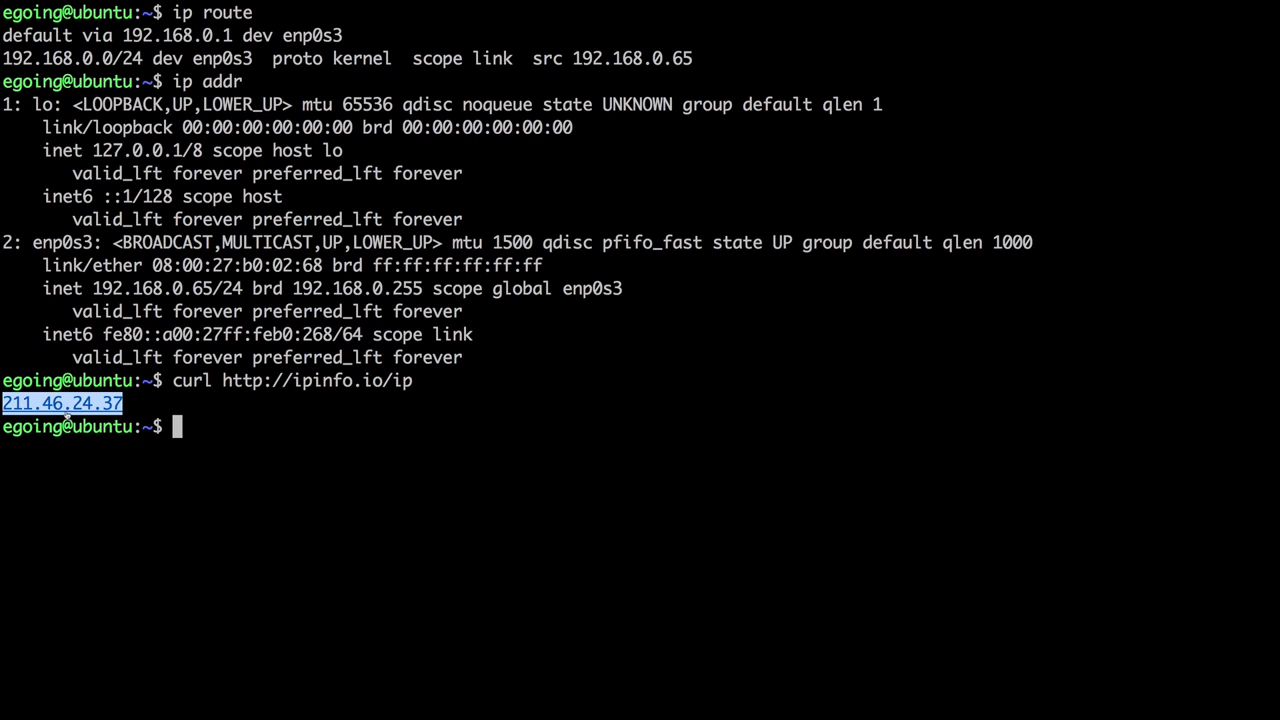 egoing@ubuntu:~$ ip route
default via 192.168.0.1 dev enp0s3
192.168.0.0/24 dev enp0s3  proto kernel  scope link  src 192.168.0.65
egoing@ubuntu:~$ ip addr
1: lo: <LOOPBACK,UP,LOWER_UP> mtu 65536 qdisc noqueue state UNKNOWN group default qlen 1
    link/loopback 00:00:00:00:00:00 brd 00:00:00:00:00:00
    inet 127.0.0.1/8 scope host lo
       valid_lft forever preferred_lft forever
    inet6 ::1/128 scope host
       valid_lft forever preferred_lft forever
2: enp0s3: <BROADCAST,MULTICAST,UP,LOWER_UP> mtu 1500 qdisc pfifo_fast state UP group default qlen 1000
    link/ether 08:00:27:b0:02:68 brd ff:ff:ff:ff:ff:ff
    inet 192.168.0.65/24 brd 192.168.0.255 scope global enp0s3
       valid_lft forever preferred_lft forever
    inet6 fe80::a00:27ff:feb0:268/64 scope link
       valid_lft forever preferred_lft forever
egoing@ubuntu:~$ curl http://ipinfo.io/ip
211.46.24.37
egoing@ubuntu:~$